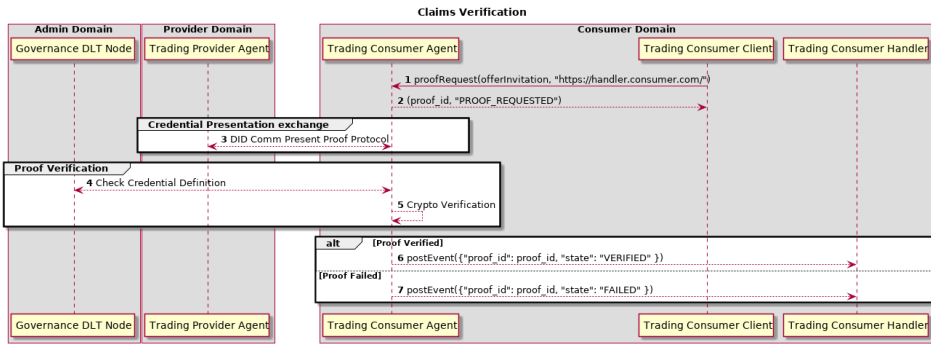 Claims Verification
Admin Domain
Provider Domain
Consumer Domain
Governance DLT Node
Trading Provider Agent
Trading Consumer Agent
Trading Consumer Client
Trading Consumer Handler
1 proofRequest(offerInvitation, "https://handler.consumer.com/")
2 (proof_id, "PROOF_REQUESTED")
Credential Presentation exchange
3 DID Comm Present Proof Protocol
Proof Verification
4 Check Credential Definition
5 Crypto Verification
alt [Proof Verified]
6 postEvent({"proof_id": proof_id, "state": "VERIFIED" })
[Proof Failed]
7 postEvent({"proof_id": proof_id, "state": "FAILED" })
Governance DLT Node
Trading Provider Agent
Trading Consumer Agent
Trading Consumer Client
Trading Consumer Handler